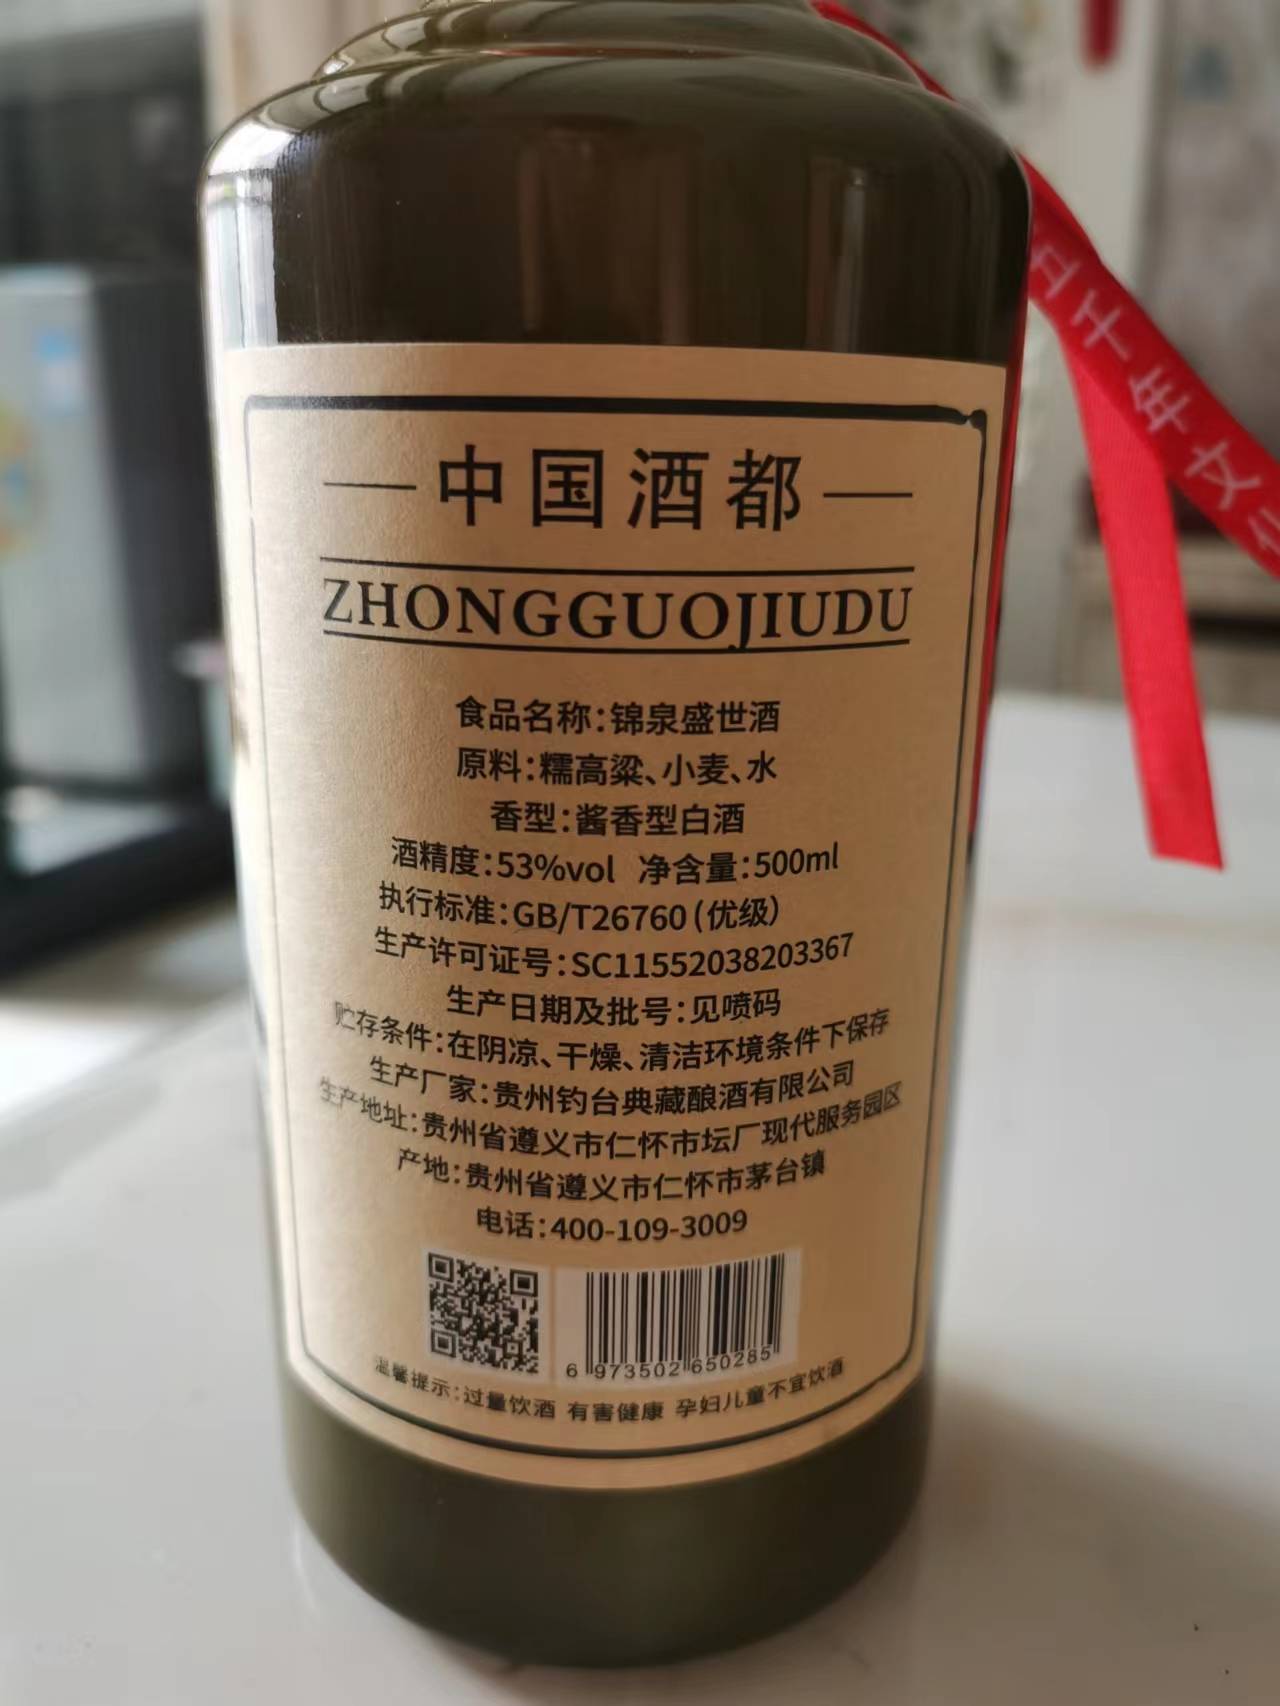 中国酒都
ZHONGGUOJIUDU
食品名称：锦泉盛世酒
原料：糯高粱、小麦、水
香型：酱香型白酒
酒精度：53%vol 净含量：500ml
执行标准：GB/T26760（优级）
生产许可证号：SC11552038203367
生产日期及批号：见喷码
贮存条件：在阴凉、干燥、清洁环境条件下保存
生产厂家：贵州钓台典藏酿酒有限公司
生产地址：贵州省遵义市仁怀市坛厂现代服务园区
产地：贵州省遵义市仁怀市茅台镇
电话：400-109-3009
6 973502 650285
温馨提示：过量饮酒 有害健康 孕妇儿童不宜饮酒
五千年文